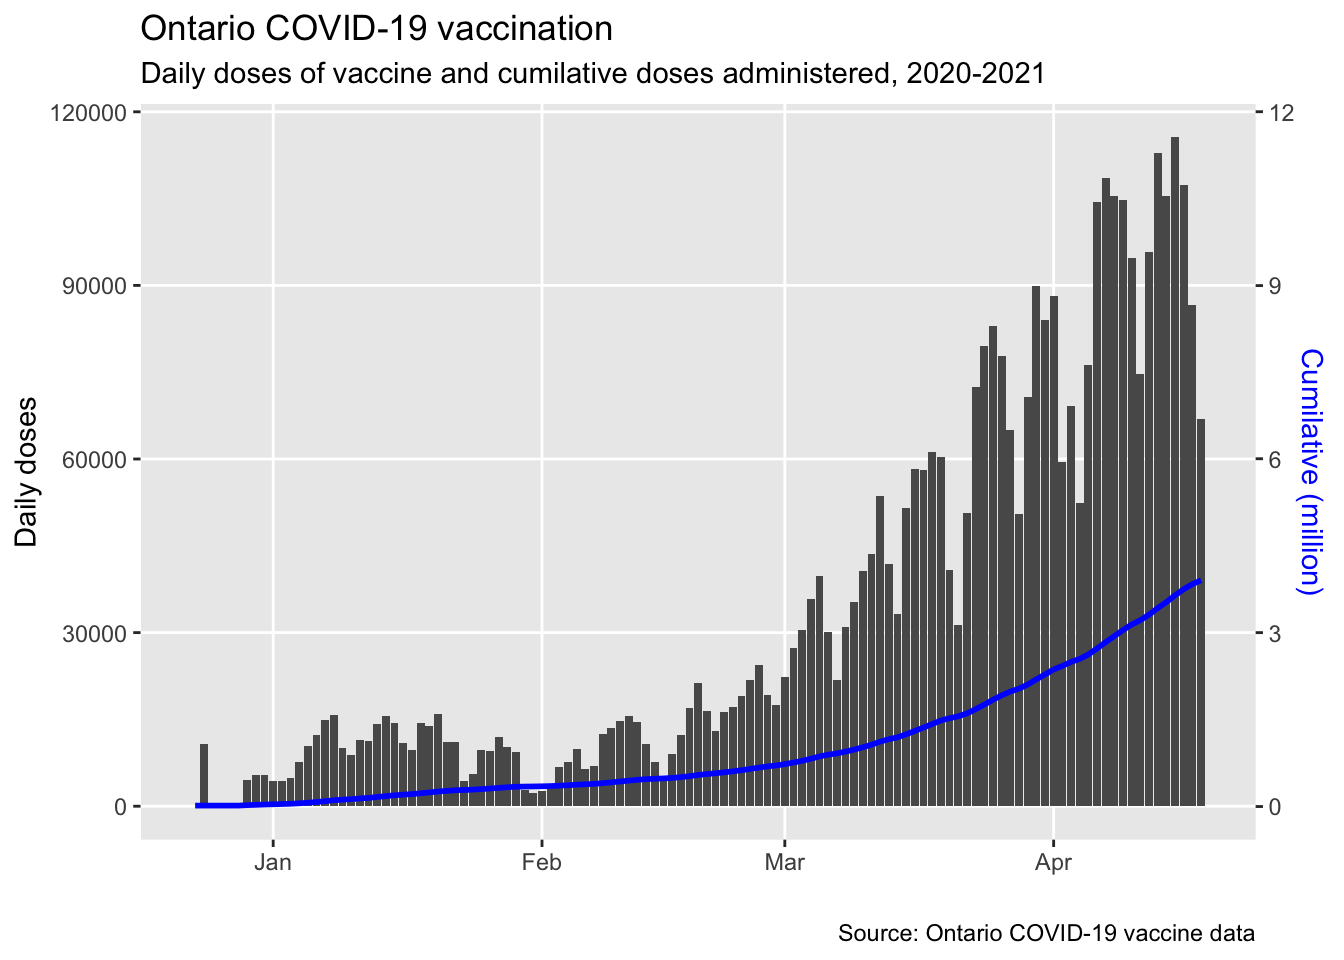 Ontario COVID-19 vaccination
Daily doses of vaccine and cumilative doses administered, 2020-2021
120000
90000
60000
30000
0
Daily doses
12
9
6
3
0
Cumilative (million)
Jan Feb Mar Apr
Source: Ontario COVID-19 vaccine data